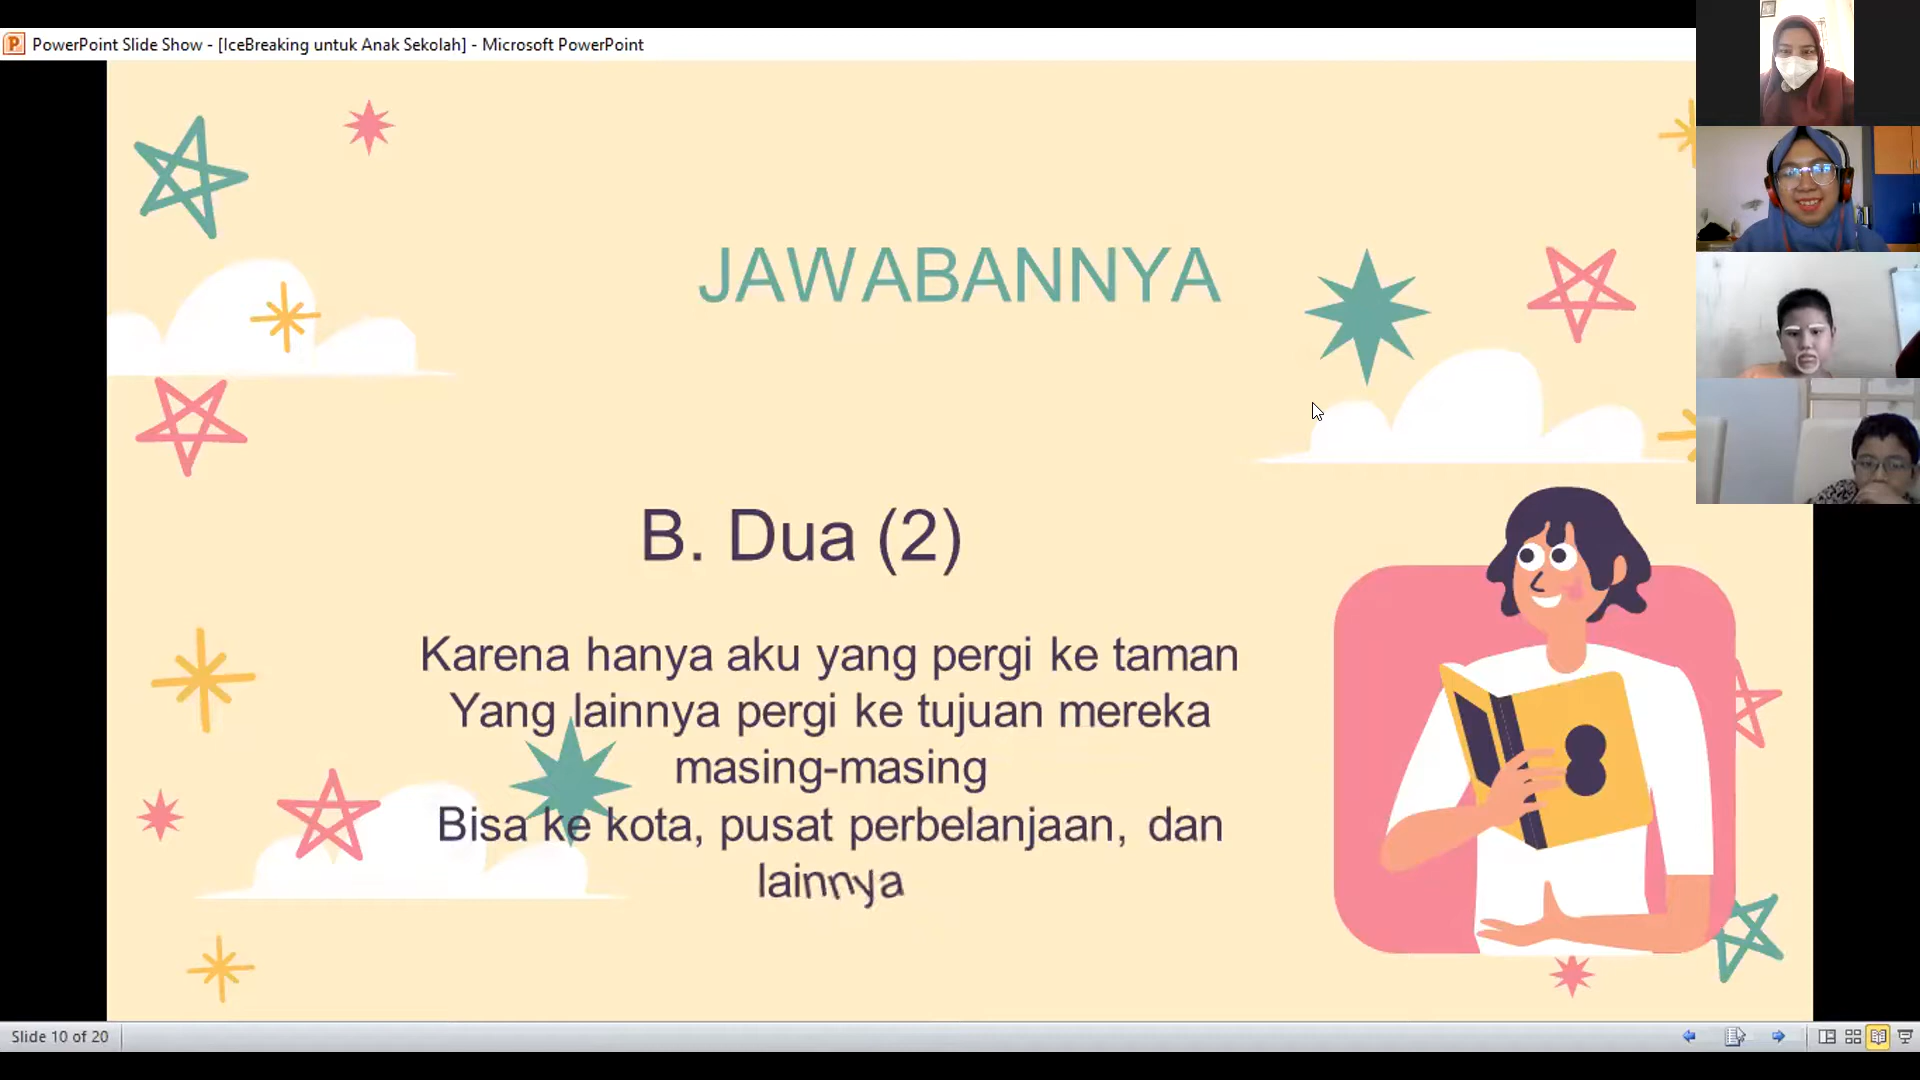 PowerPoint Slide Show - [IceBreaking untuk Anak Sekolah] - Microsoft PowerPoint
JAWABANNYA
B. Dua (2)
Karena hanya aku yang pergi ke taman
Yang lainnya pergi ke tujuan mereka
masing-masing
Bisa ke kota, pusat perbelanjaan, dan
lainnya
Slide 10 of 20